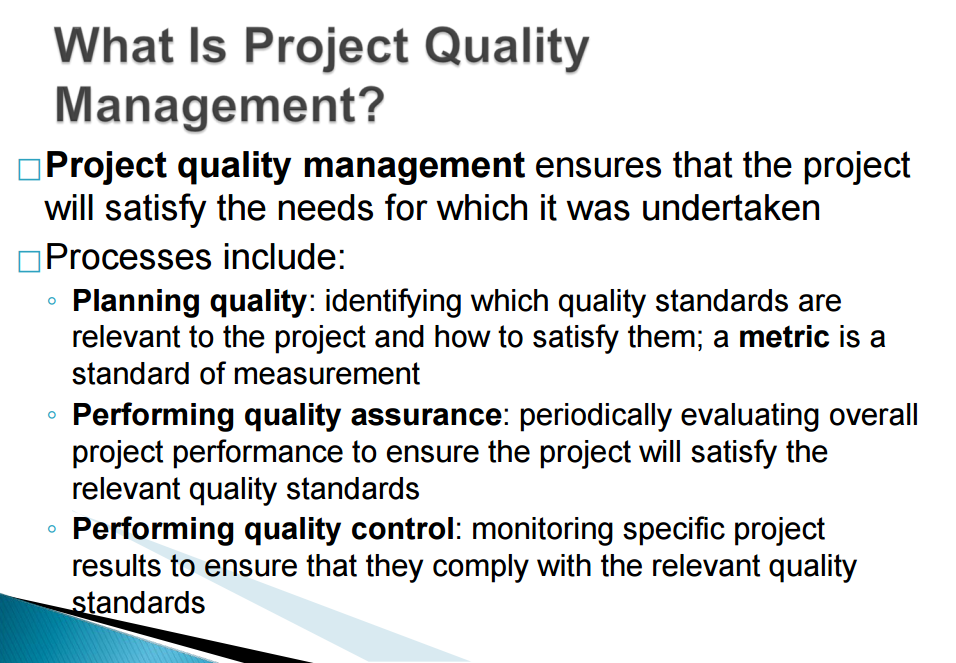 What Is Project Quality
Management?
Project quality management ensures that the project
will satisfy the needs for which it was undertaken
Processes include:
Planning quality: identifying which quality standards are
relevant to the project and how to satisfy them; a metric is a
standard of measurement
Performing quality assurance: periodically evaluating overall
project performance to ensure the project will satisfy the
relevant quality standards
Performing quality control: monitoring specific project
results to ensure that they comply with the relevant quality
standards